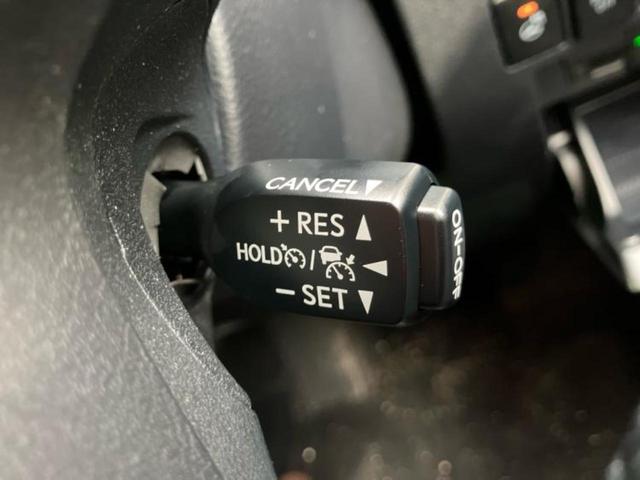 CANCEL▼
+ RES ▲
HOLD / ◀
− SET ▼
ON-OFF